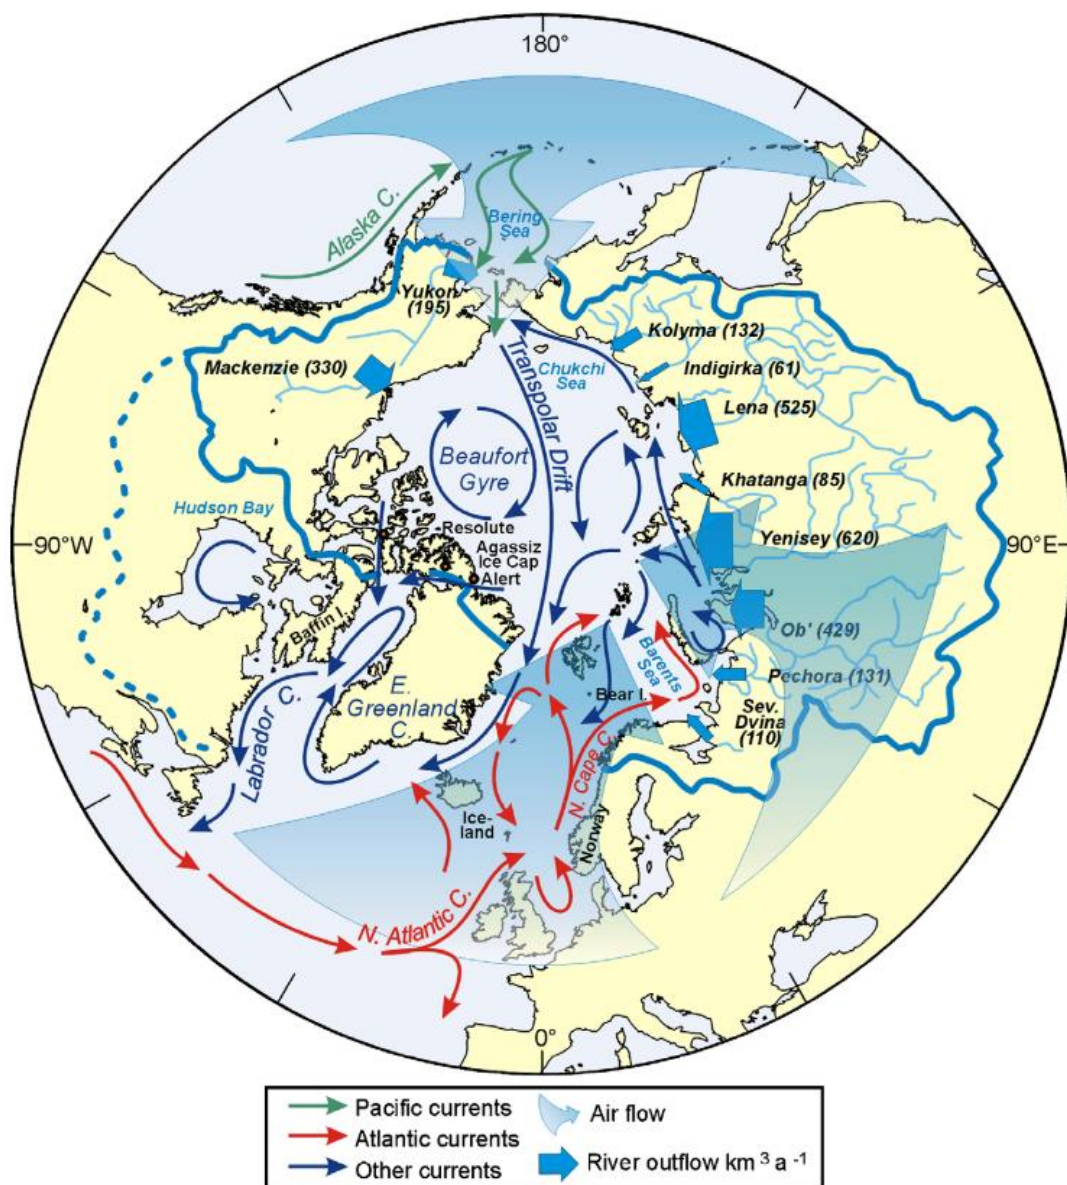 180°
Alaska C.
Bering
Sea
Yukon
(195)
Kolyma (132)
Mackenzie (330)
Chukchi
Sea
Indigirka (61)
Transpolar Drift
Lena (525)
Beaufort
Gyre
Khatanga (85)
Hudson Bay
Resolute
90°W
Agassiz
Ice Cap
Alert
Yenisey (620)
90°E
Baffin I.
Ob' (429)
Barents
Sea
Pechora (131)
E.
Greenland
C.
Bear I.
Sev.
Dvina
(110)
Labrador C.
N. Cape C.
Ice-
land
Norway
N. Atlantic C.
0°
Pacific currents
Atlantic currents
Other currents
Air flow
River outflow km³ a⁻¹